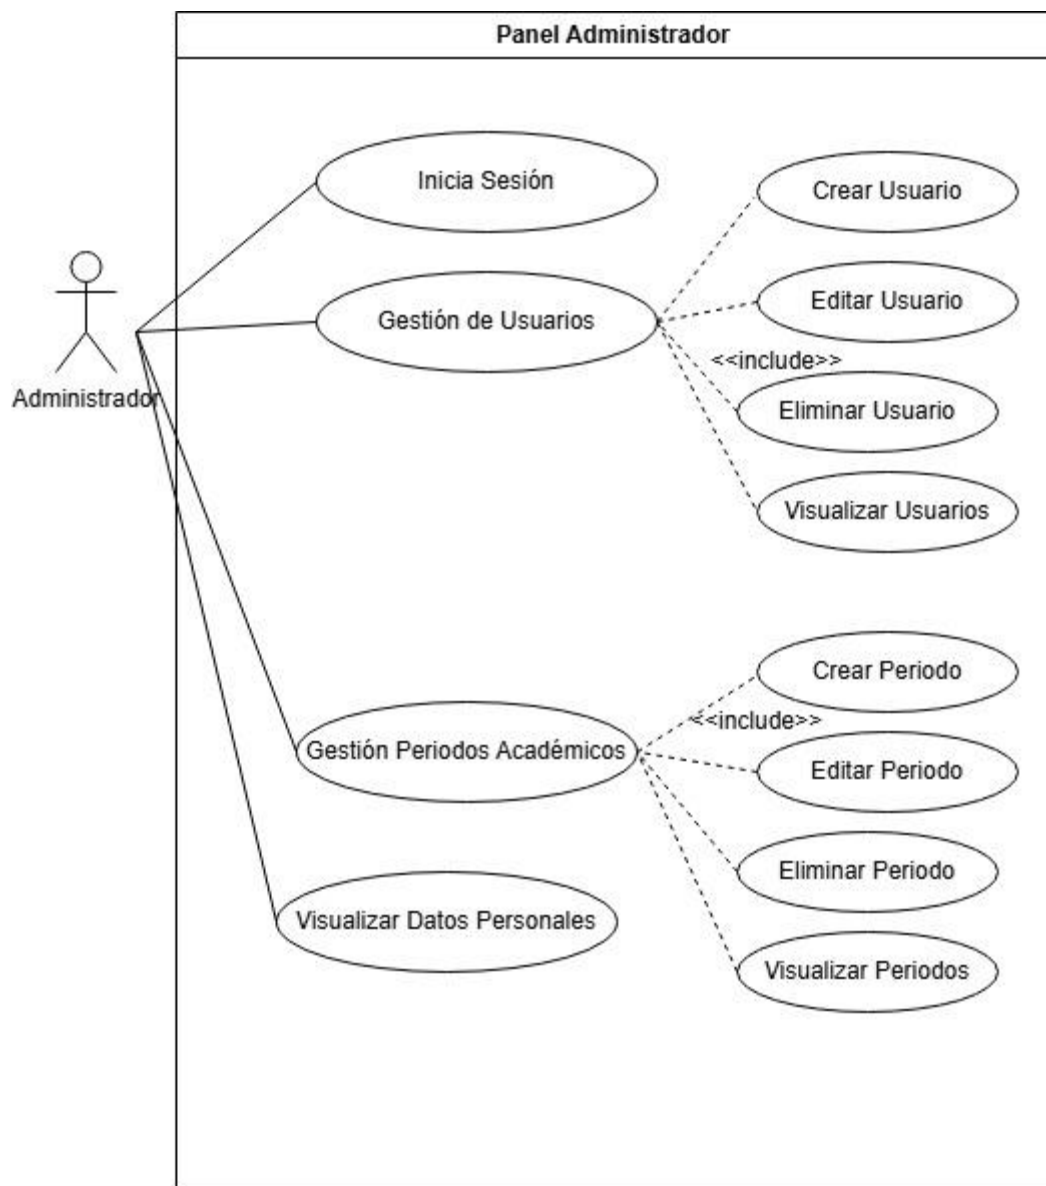 Panel Administrador
Inicia Sesión
Crear Usuario
Gestión de Usuarios
Editar Usuario
<<include>>
Administrador
Eliminar Usuario
Visualizar Usuarios
Crear Periodo
<<include>>
Gestión Periodos Académicos
Editar Periodo
Eliminar Periodo
Visualizar Datos Personales
Visualizar Periodos